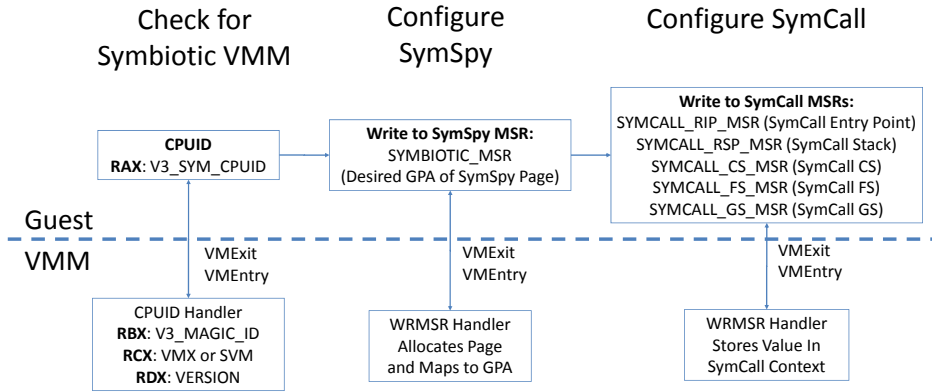 Check for
Symbiotic VMM
Configure
SymSpy
Configure SymCall
CPUID
RAX: V3_SYM_CPUID
Write to SymSpy MSR:
SYMBIOTIC_MSR
(Desired GPA of SymSpy Page)
Write to SymCall MSRs:
SYMCALL_RIP_MSR (SymCall Entry Point)
SYMCALL_RSP_MSR (SymCall Stack)
SYMCALL_CS_MSR (SymCall CS)
SYMCALL_FS_MSR (SymCall FS)
SYMCALL_GS_MSR (SymCall GS)
Guest
VMM
VMExit
VMEntry
VMExit
VMEntry
VMExit
VMEntry
CPUID Handler
RBX: V3_MAGIC_ID
RCX: VMX or SVM
RDX: VERSION
WRMSR Handler
Allocates Page
and Maps to GPA
WRMSR Handler
Stores Value In
SymCall Context